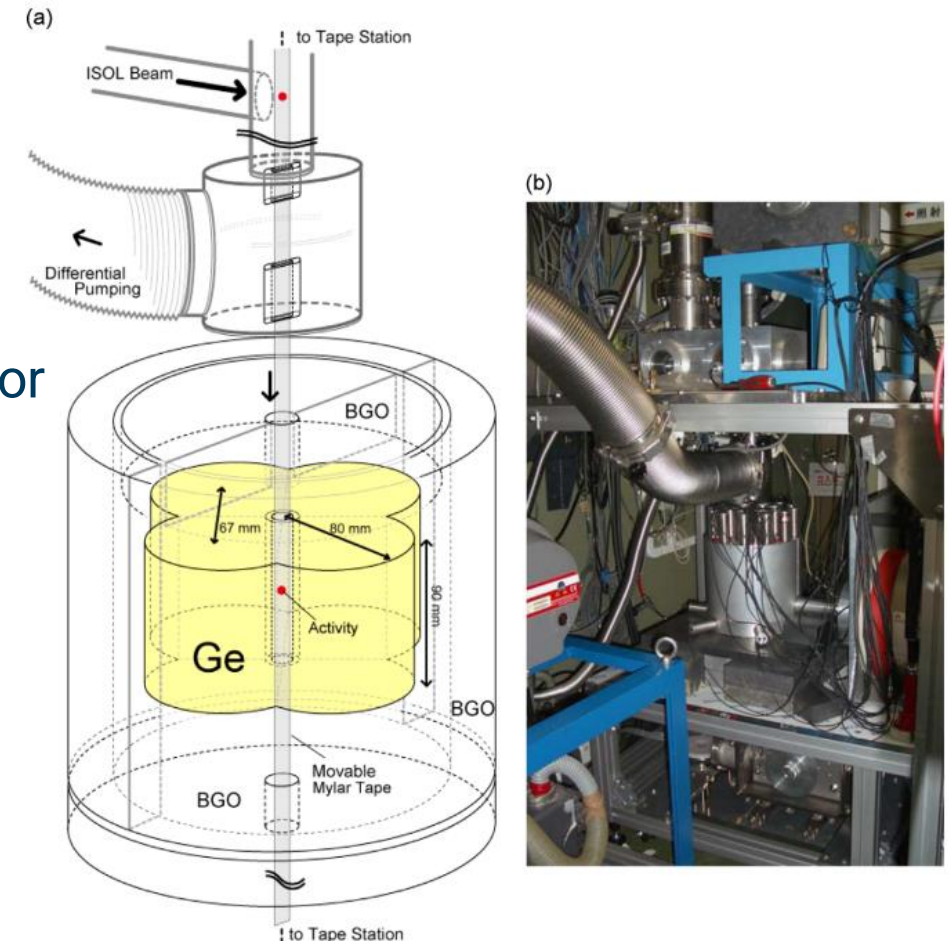 (a)
to Tape Station
ISOL Beam
Differential
Pumping
or
BGO
67 mm
80 mm
90 mm
Activity
Ge
BGO
Movable
Mylar Tape
BGO
to Tape Station
(b)